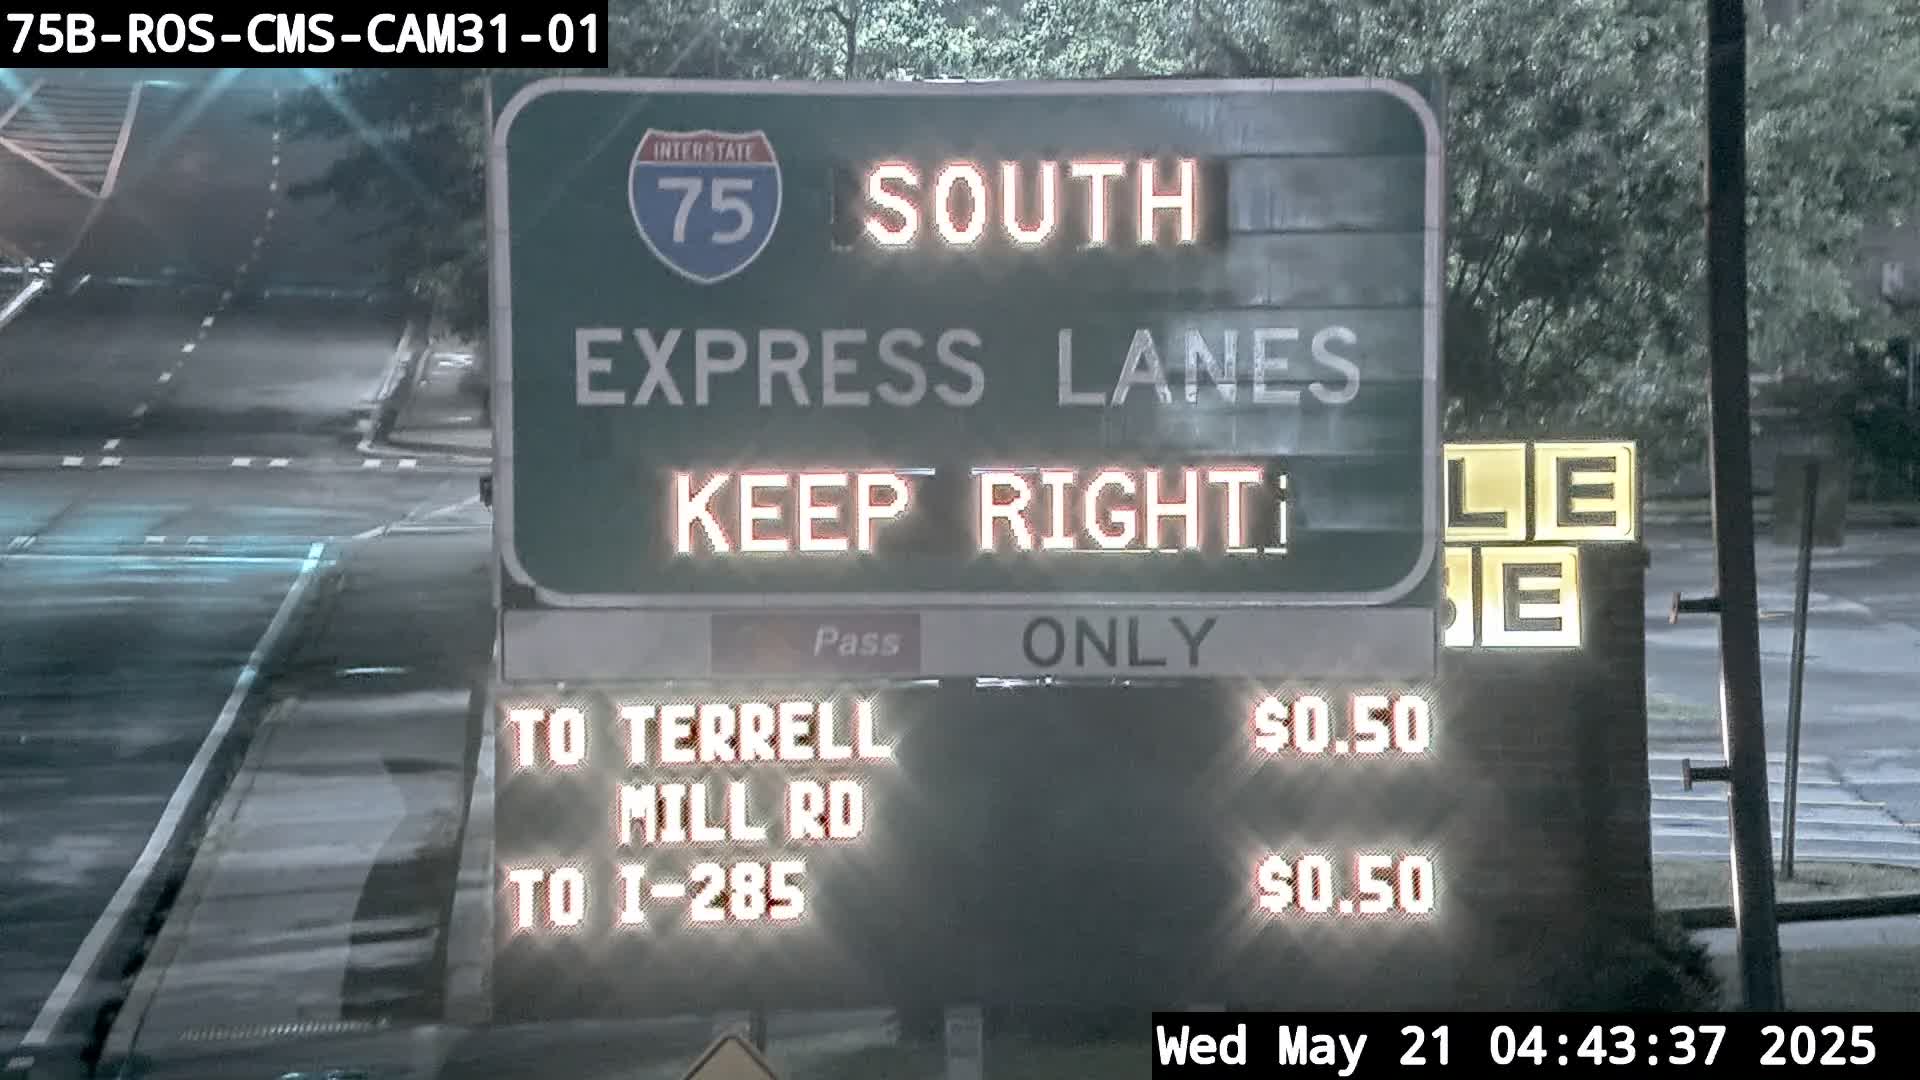 75B-ROS-CMS-CAM31-01
INTERSTATE
75
SOUTH
EXPRESS LANES
KEEP RIGHT
Pass ONLY
TO TERRELL $0.50
MILL RD
TO I-285 $0.50
LE
E
Wed May 21 04:43:37 2025